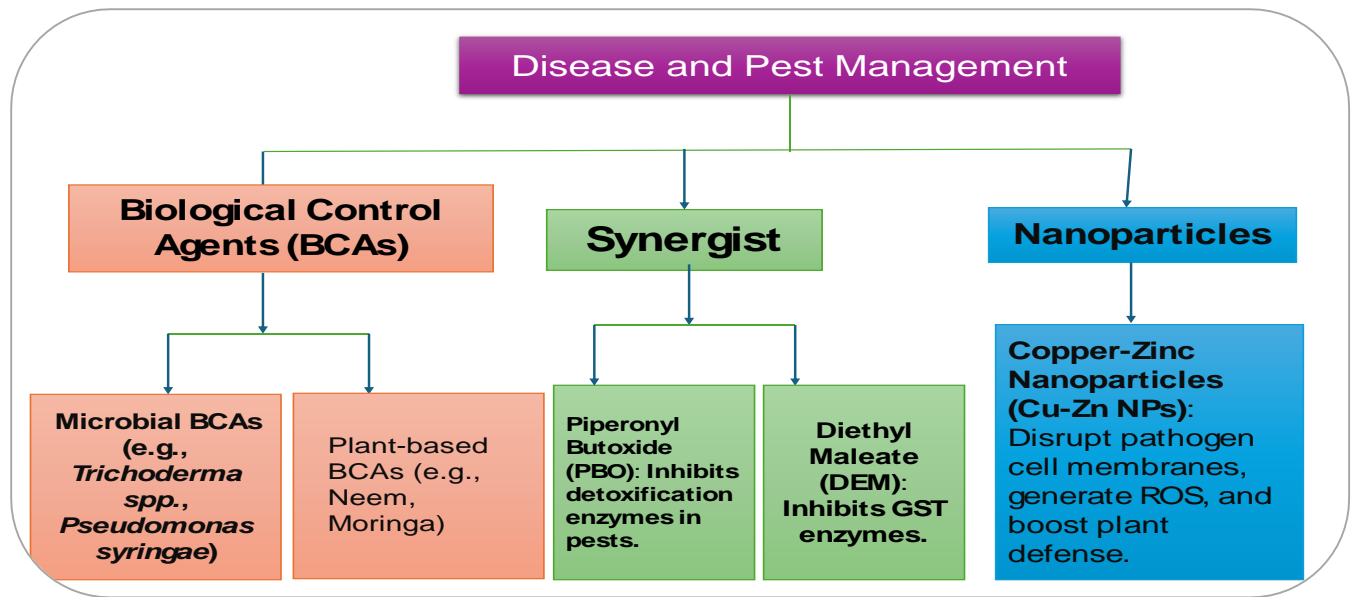 Disease and Pest Management
Biological Control
Agents (BCAs)
Synergist
Nanoparticles
Microbial BCAs
(e.g.,
Trichoderma
spp.,
Pseudomonas
syringae)
Plant-based
BCAs (e.g.,
Neem,
Moringa)
Piperonyl
Butoxide
(PBO): Inhibits
detoxification
enzymes in
pests.
Diethyl
Maleate
(DEM):
Inhibits GST
enzymes.
Copper-Zinc
Nanoparticles
(Cu-Zn NPs):
Disrupt pathogen
cell membranes,
generate ROS, and
boost plant
defense.